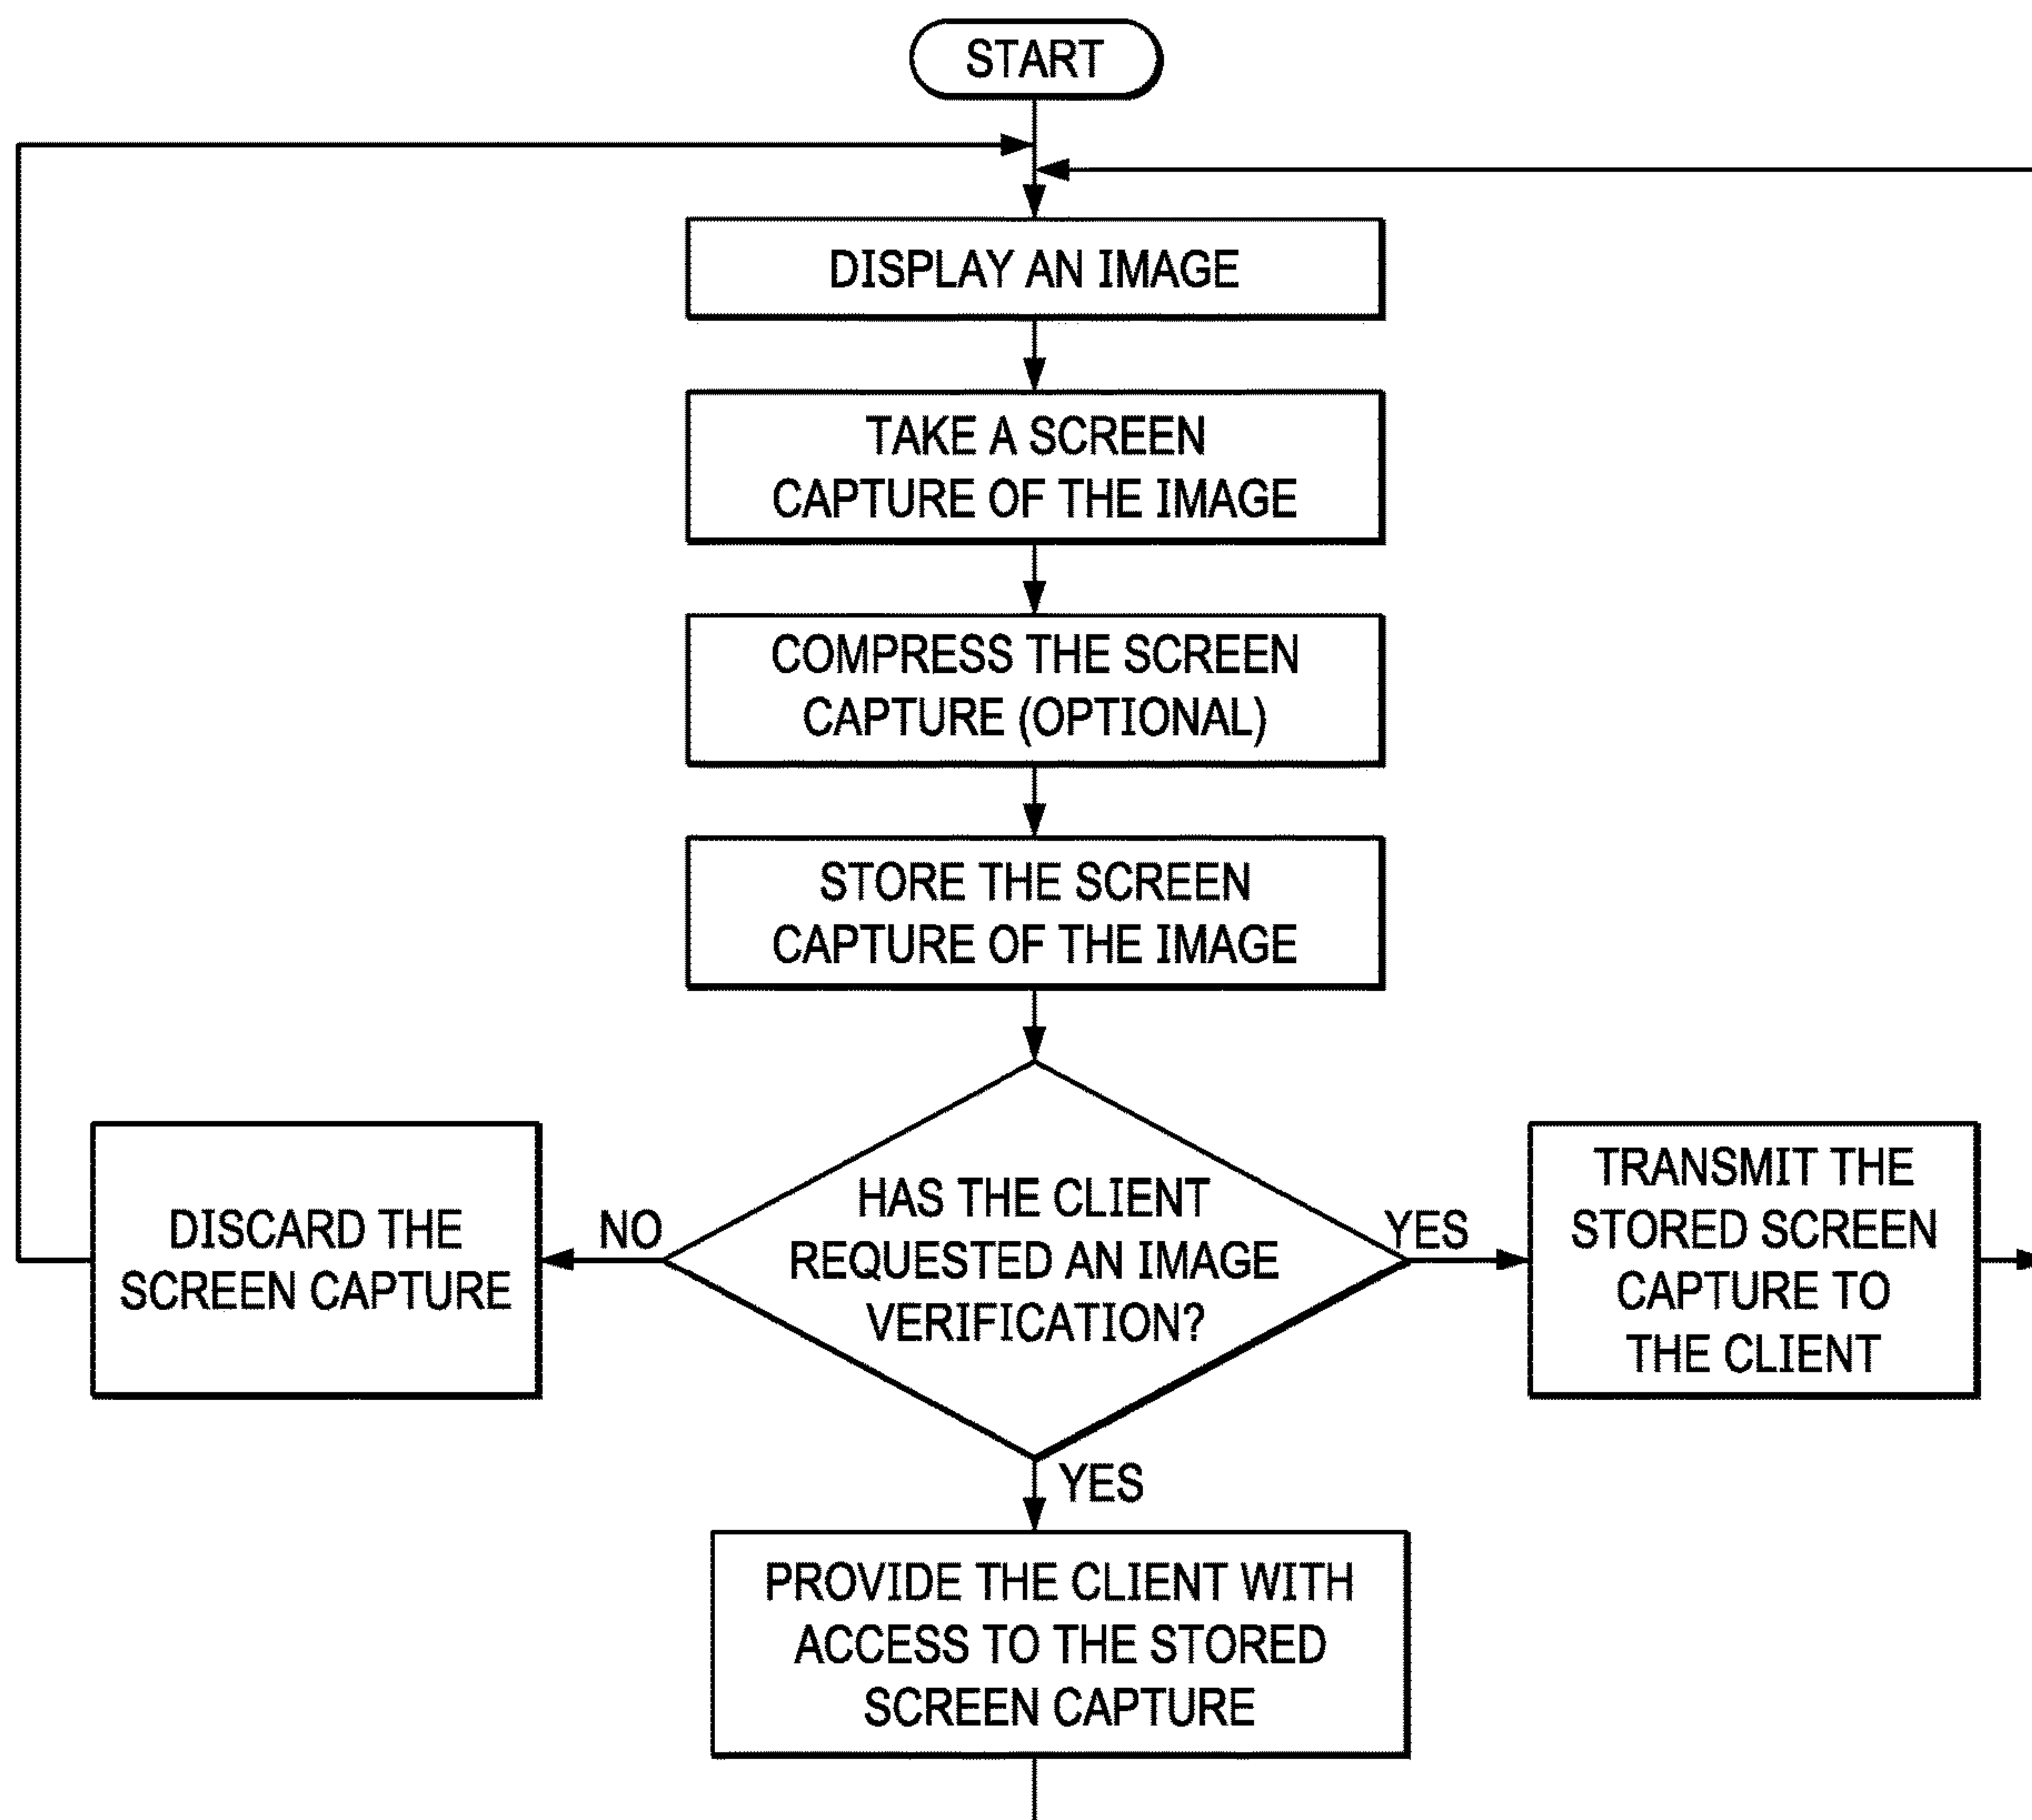 START
DISPLAY AN IMAGE
TAKE A SCREEN
CAPTURE OF THE IMAGE
COMPRESS THE SCREEN
CAPTURE (OPTIONAL)
STORE THE SCREEN
CAPTURE OF THE IMAGE
DISCARD THE
SCREEN CAPTURE
NO
HAS THE CLIENT
REQUESTED AN IMAGE
VERIFICATION?
YES
TRANSMIT THE
STORED SCREEN
CAPTURE TO
THE CLIENT
YES
PROVIDE THE CLIENT WITH
ACCESS TO THE STORED
SCREEN CAPTURE